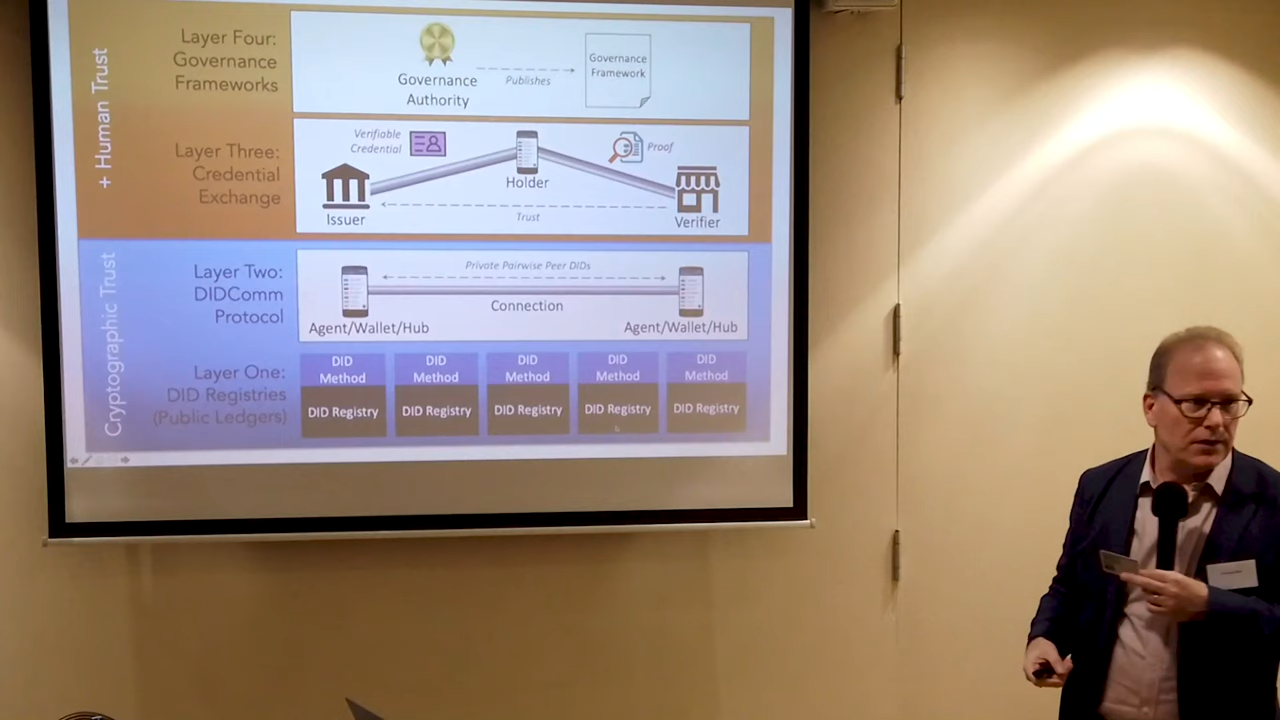 + Human Trust
Layer Four:
Governance
Frameworks
Governance
Authority
Publishes
Governance
Framework
Layer Three:
Credential
Exchange
Verifiable
Credential
Proof
Holder
Issuer
Trust
Verifier
Cryptographic Trust
Layer Two:
DIDComm
Protocol
Private Pairwise Peer DIDs
Connection
Agent/Wallet/Hub
Agent/Wallet/Hub
Layer One:
DID Registries
(Public Ledgers)
DID
Method
DID Registry
DID
Method
DID Registry
DID
Method
DID Registry
DID
Method
DID Registry
DID
Method
DID Registry